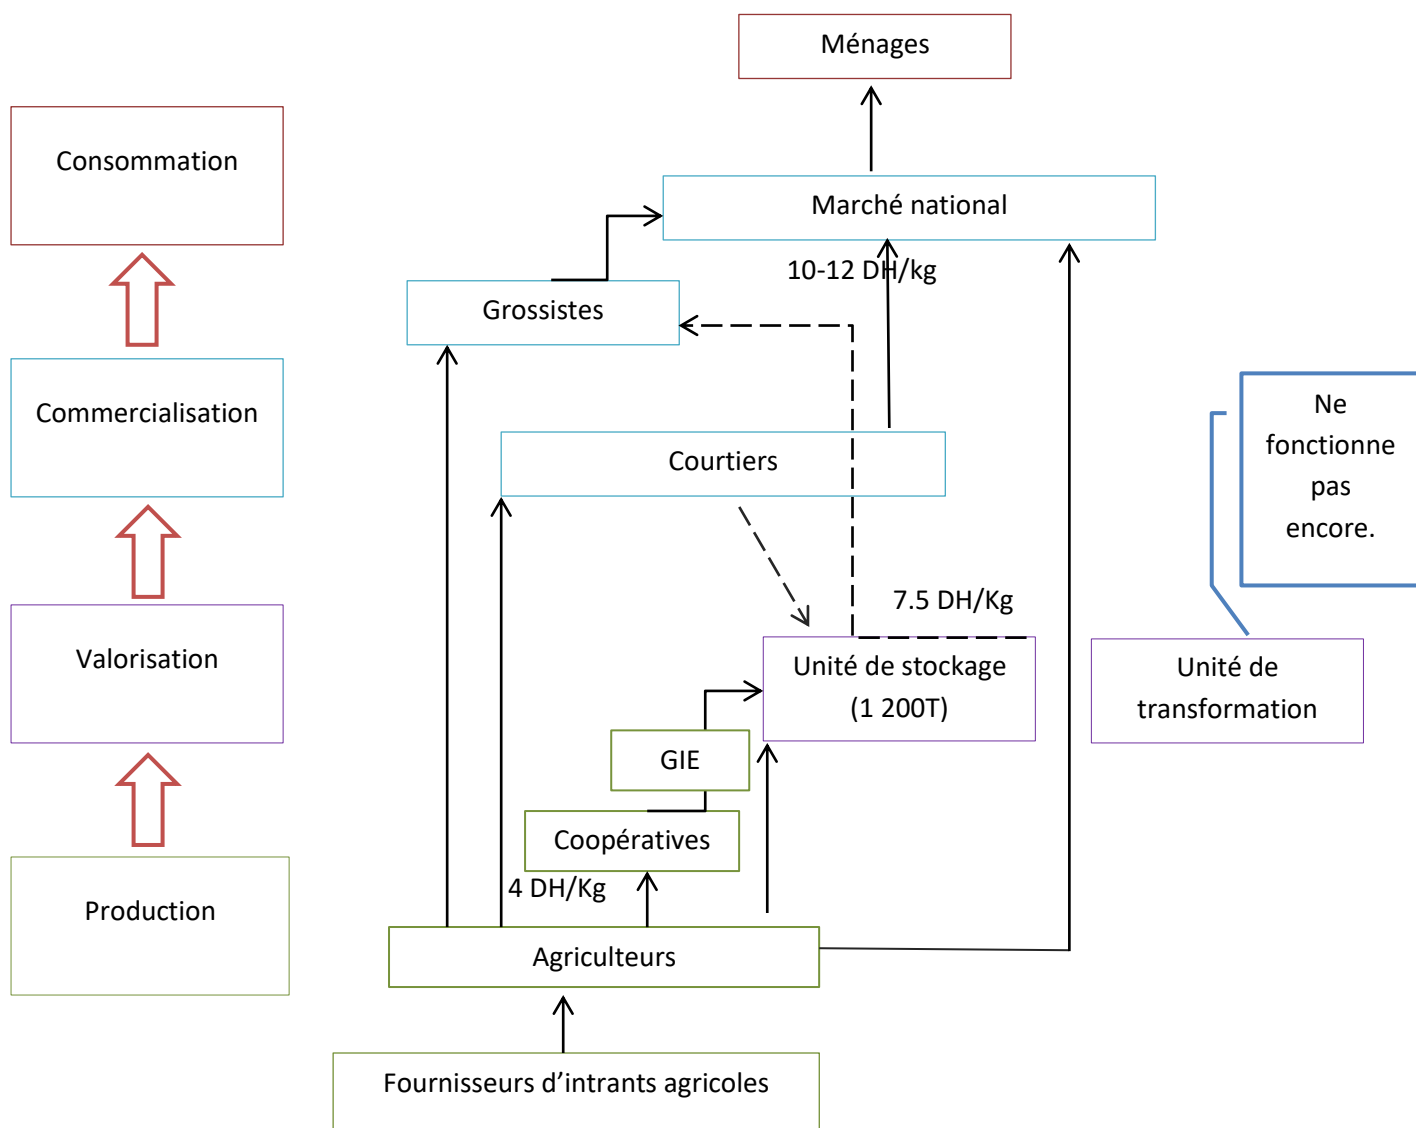 Ménages
Consommation
Marché national
10-12 DH/kg
Grossistes
Commercialisation
Courtiers
Ne
fonctionne
pas
encore.
7.5 DH/Kg
Valorisation
Unité de stockage
(1 200T)
Unité de
transformation
GIE
Coopératives
4 DH/Kg
Production
Agriculteurs
Fournisseurs d’intrants agricoles